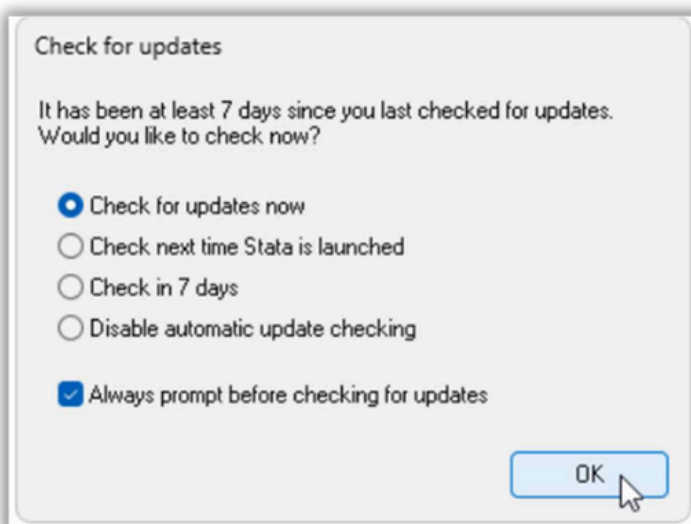 Check for updates
It has been at least 7 days since you last checked for updates.
Would you like to check now?
Check for updates now
Check next time Stata is launched
Check in 7 days
Disable automatic update checking
Always prompt before checking for updates
OK